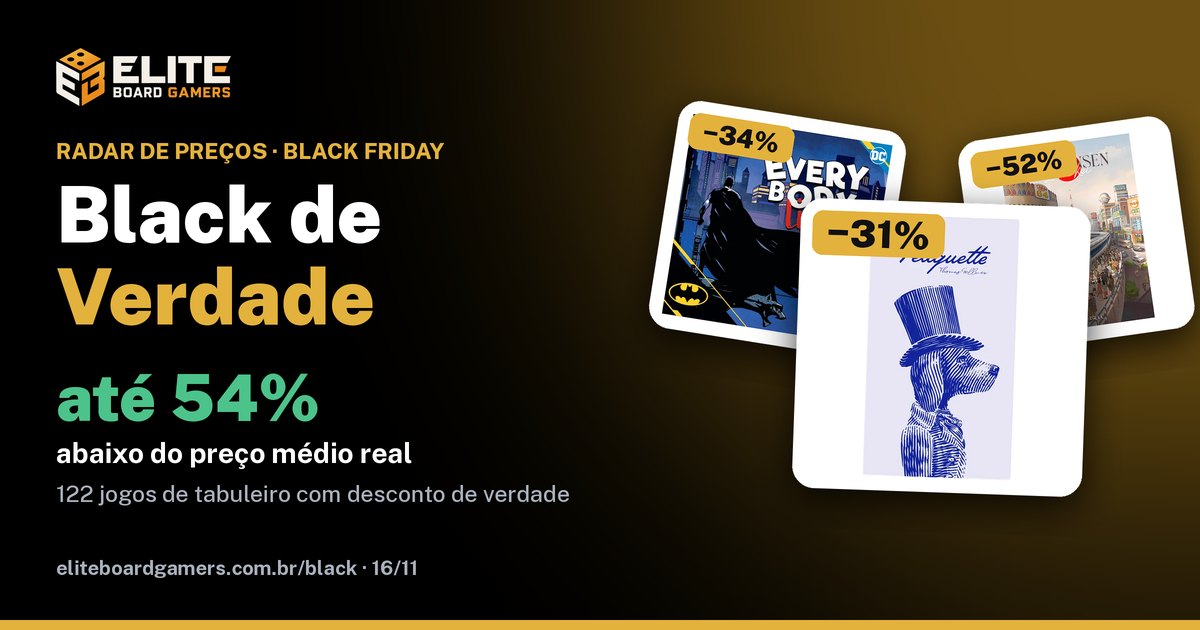 ELITE
BOARD GAMERS
RADAR DE PREÇOS · BLACK FRIDAY
Black de
Verdade
até 54%
abaixo do preço médio real
122 jogos de tabuleiro com desconto de verdade
eliteboardgamers.com.br/black · 16/11
−34%
DC
EVERY
BODY
−31%
−52%